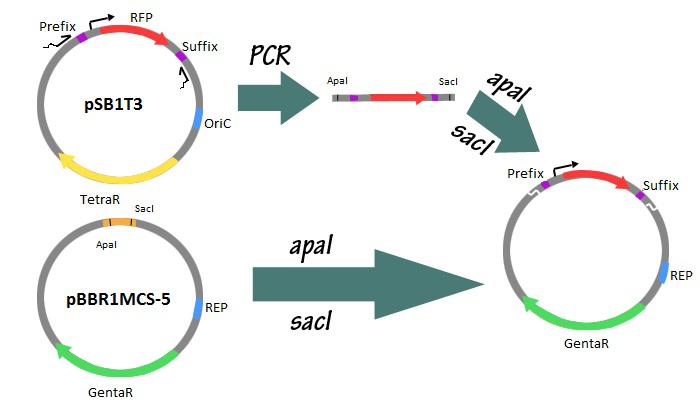 Prefix
RFP
Suffix
pSB1T3
OriC
TetraR
PCR
ApaI
SacI
apaI
sacI
SacI
ApaI
pBBR1MCS-5
REP
GentaR
apaI
sacI
Prefix
Suffix
REP
GentaR